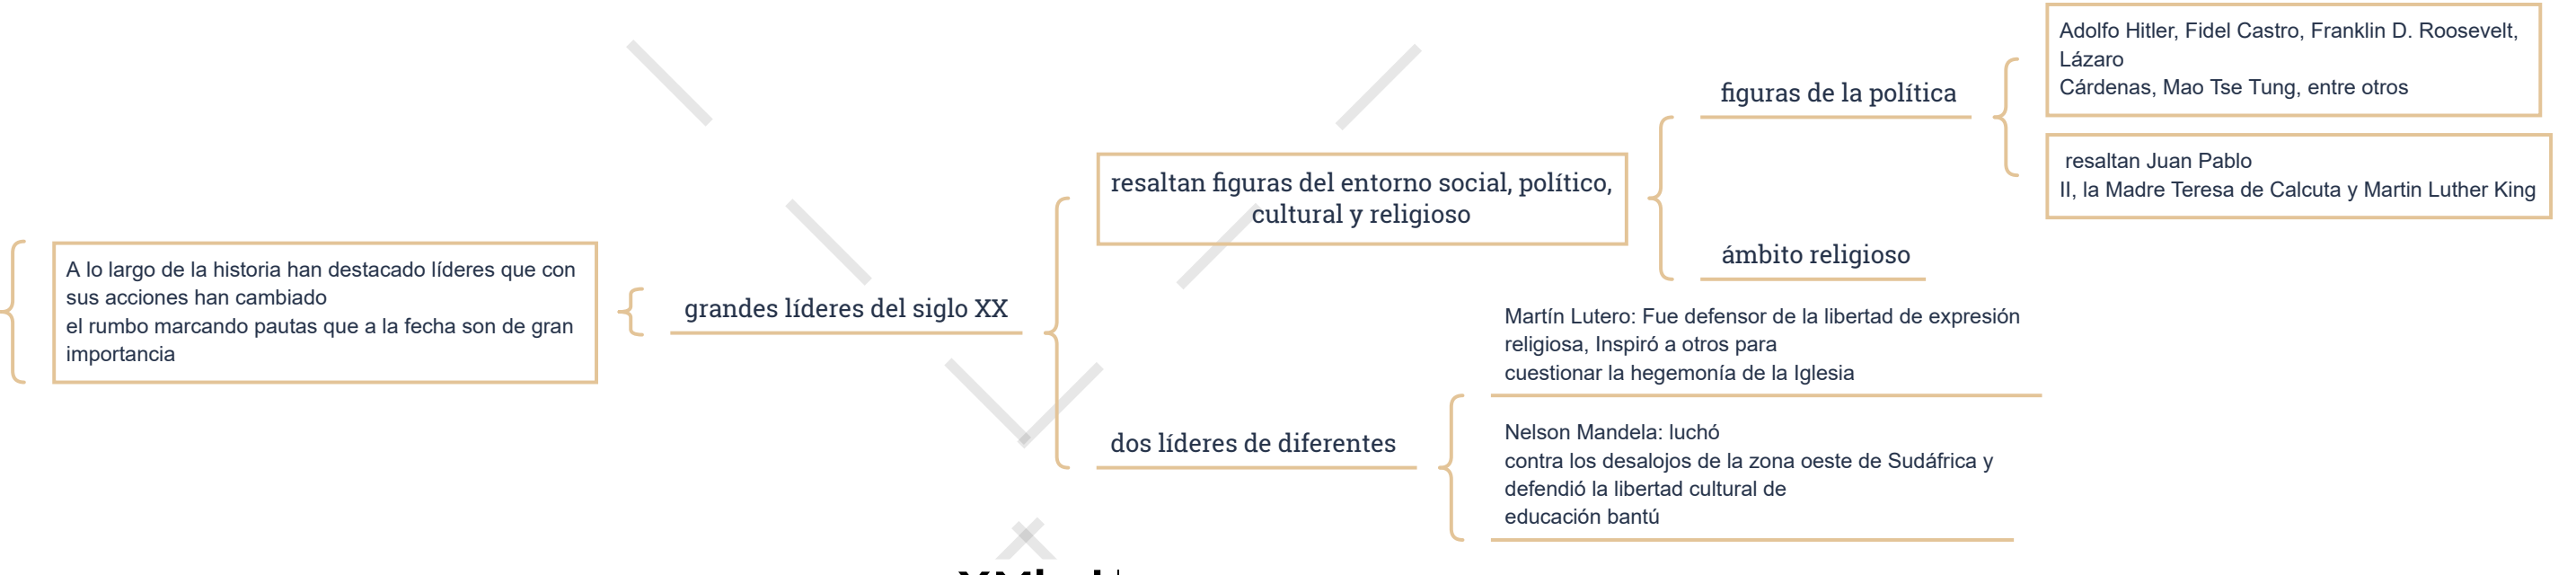 A lo largo de la historia han destacado líderes que con
sus acciones han cambiado
el rumbo marcando pautas que a la fecha son de gran
importancia
grandes líderes del siglo XX
resaltan figuras del entorno social, político,
cultural y religioso
figuras de la política
Adolfo Hitler, Fidel Castro, Franklin D. Roosevelt,
Lázaro
Cárdenas, Mao Tse Tung, entre otros
resaltan Juan Pablo
II, la Madre Teresa de Calcuta y Martin Luther King
ámbito religioso
dos líderes de diferentes
Martín Lutero: Fue defensor de la libertad de expresión
religiosa, Inspiró a otros para
cuestionar la hegemonía de la Iglesia
Nelson Mandela: luchó
contra los desalojos de la zona oeste de Sudáfrica y
defendió la libertad cultural de
educación bantú